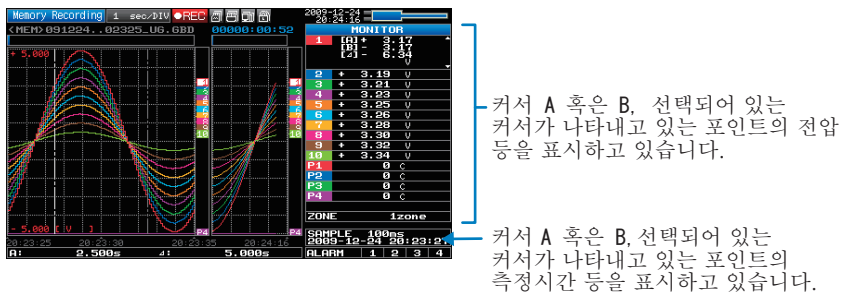 Memory Recording 1 sec/DIV ●REC
2009-12-24
20:24:16
<MEM>091224..02325_UG.GBD 00000:00:52
MONITOR
1 [A]+ 3.17
[B]- 3.17
[⊿]- 6.34
V
2 + 3.19 V
3 + 3.21 V
4 + 3.23 V
5 + 3.25 V
6 + 3.26 V
7 + 3.28 V
8 + 3.30 V
9 + 3.32 V
10 + 3.34 V
P1 0 C
P2 0 C
P3 0 C
P4 0 C
ZONE 1zone
SAMPLE 100ms
2009-12-24 20:23:27
ALARM 1 2 3 4
+ 5.000
- 5.000 [ V ]
1
10
P4
1
10
P4
20:23:25 20:23:30 20:23:35 20:24:16
A: 2.500s ⊿: 5.000s
커서 A 혹은 B, 선택되어 있는
커서가 나타내고 있는 포인트의 전압
등을 표시하고 있습니다.
커서 A 혹은 B,선택되어 있는
커서가 나타내고 있는 포인트의
측정시간 등을 표시하고 있습니다.